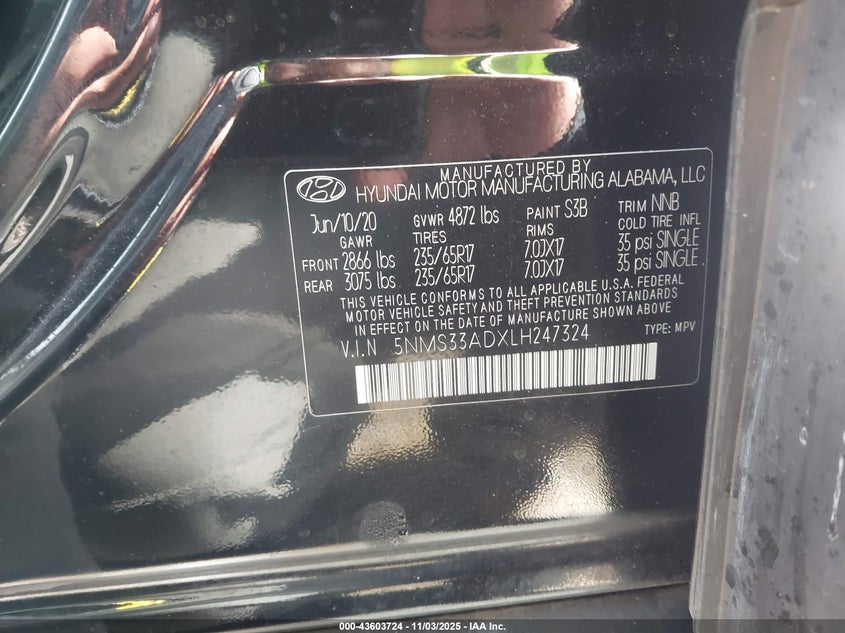 MANUFACTURED BY
HYUNDAI MOTOR MANUFACTURING ALABAMA, LLC
Jun/10/20 GVWR 4872 lbs PAINT S3B TRIM NNB
GAWR TIRES RIMS COLD TIRE INFL
FRONT 2866 lbs 235/65R17 7.0JX17 35 psi SINGLE
REAR 3075 lbs 235/65R17 7.0JX17 35 psi SINGLE
THIS VEHICLE CONFORMS TO ALL APPLICABLE U.S.A. FEDERAL
MOTOR VEHICLE SAFETY AND THEFT PREVENTION STANDARDS
IN EFFECT ON THE DATE OF MANUFACTURE SHOWN ABOVE
V.I.N 5NMS33ADXLH247324 TYPE: MPV
000-43603724 - 11/03/2025 - IAA Inc.